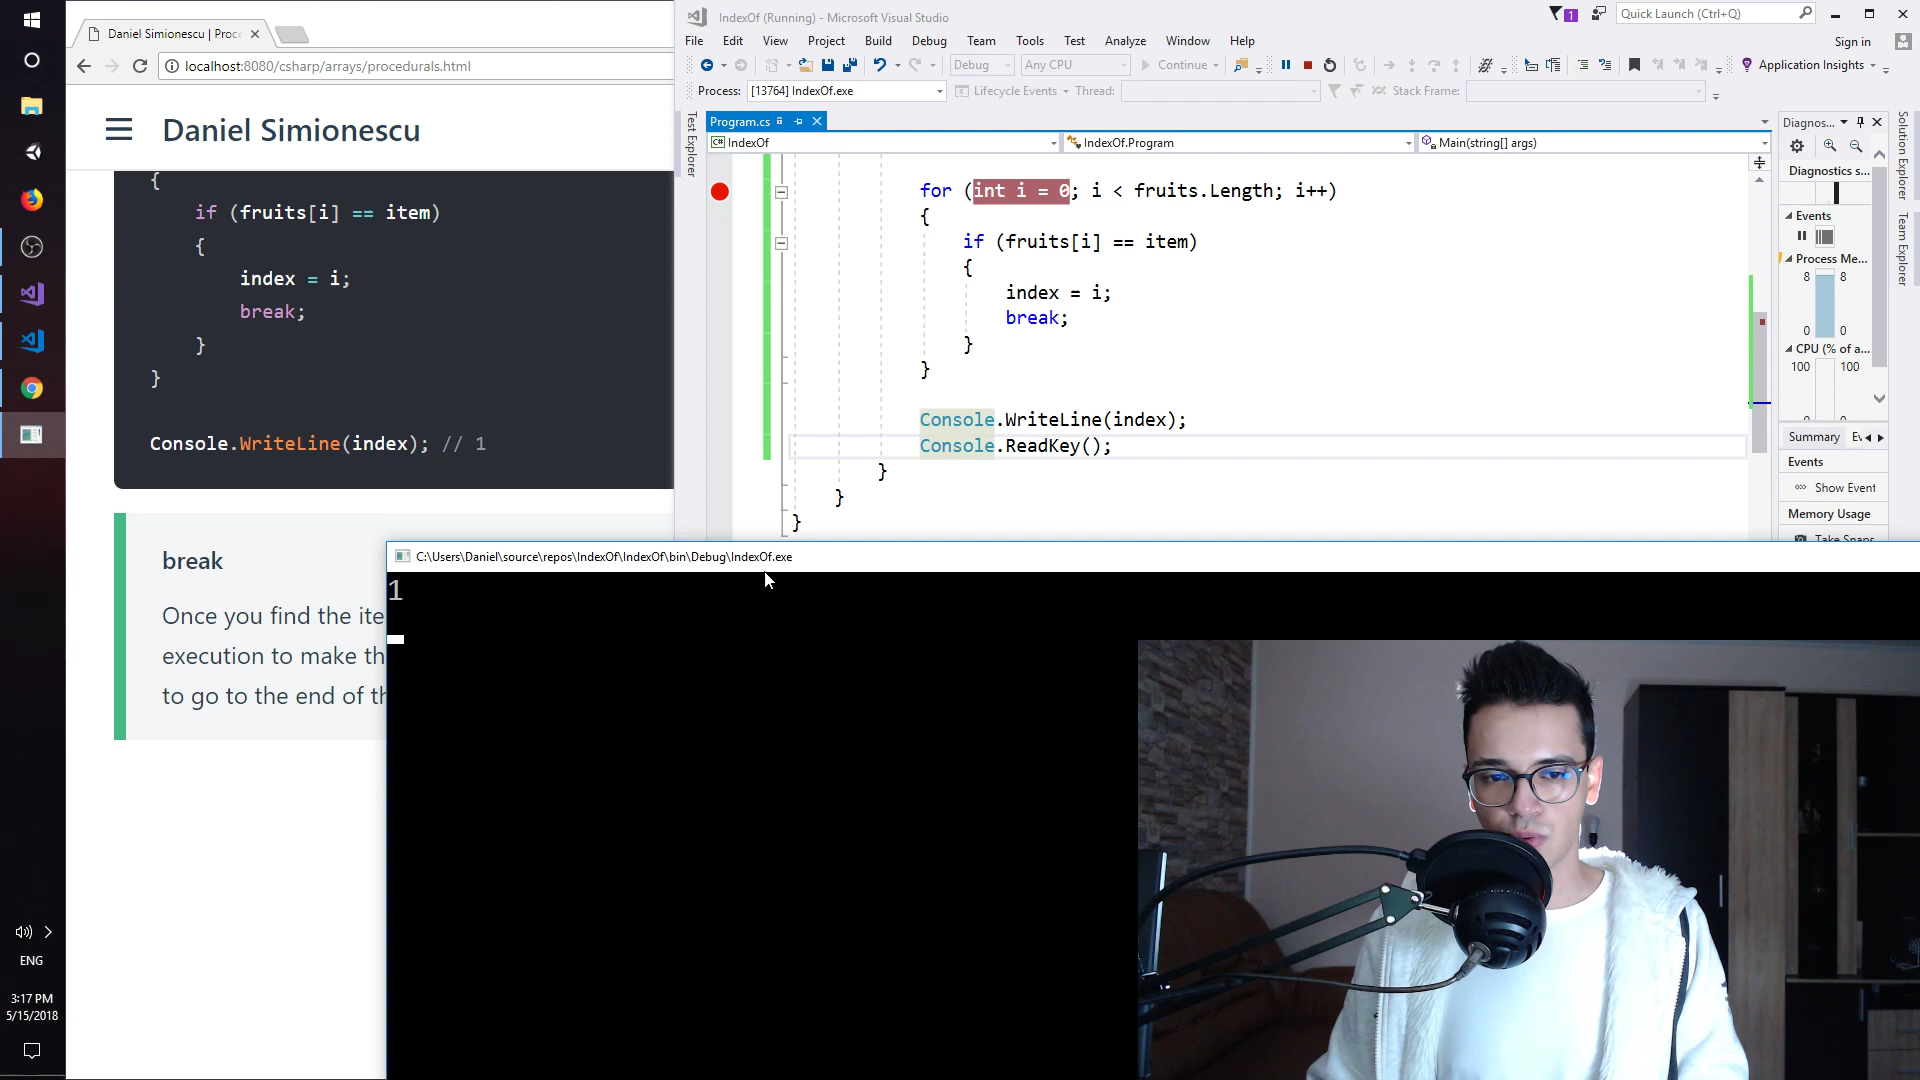 Daniel Simionescu | Proc
localhost:8080/csharp/arrays/procedurals.html
Daniel Simionescu
{
if (fruits[i] == item)
{
index = i;
break;
}
}
Console.WriteLine(index); // 1
break
Once you find the ite
execution to make th
to go to the end of th
IndexOf (Running) - Microsoft Visual Studio
1
Quick Launch (Ctrl+Q)
File Edit View Project Build Debug Team Tools Test Analyze Window Help
Sign in
Debug Any CPU Continue Application Insights
Process: [13764] IndexOf.exe Lifecycle Events Thread: Stack Frame:
Test Explorer
Program.cs
IndexOf IndexOf.Program Main(string[] args)
for (int i = 0; i < fruits.Length; i++)
{
if (fruits[i] == item)
{
index = i;
break;
}
}
Console.WriteLine(index);
Console.ReadKey();
}
}
}
Diagnos...
Diagnostics s...
Events
Process Me...
8 8
0 0
CPU (% of a...
100 100
Summary
Events
Show Event
Memory Usage
Solution Explorer
Team Explorer
C:\Users\Daniel\source\repos\IndexOf\IndexOf\bin\Debug\IndexOf.exe
1
ENG
3:17 PM
5/15/2018